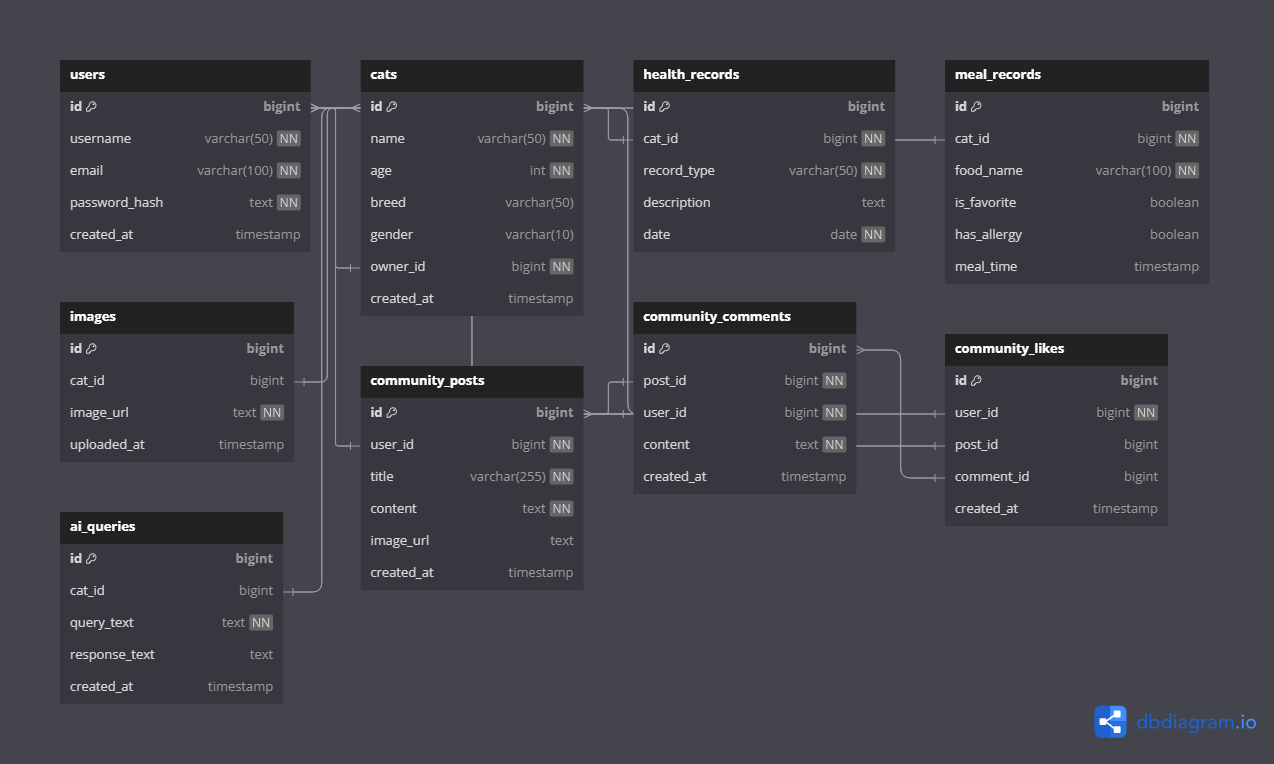 users
id bigint
username varchar(50) NN
email varchar(100) NN
password_hash text NN
created_at timestamp
cats
id bigint
name varchar(50) NN
age int NN
breed varchar(50)
gender varchar(10)
owner_id bigint NN
created_at timestamp
health_records
id bigint
cat_id bigint NN
record_type varchar(50) NN
description text
date date NN
meal_records
id bigint
cat_id bigint NN
food_name varchar(100) NN
is_favorite boolean
has_allergy boolean
meal_time timestamp
images
id bigint
cat_id bigint
image_url text NN
uploaded_at timestamp
community_posts
id bigint
user_id bigint NN
title varchar(255) NN
content text NN
image_url text
created_at timestamp
community_comments
id bigint
post_id bigint NN
user_id bigint NN
content text NN
created_at timestamp
community_likes
id bigint
user_id bigint NN
post_id bigint
comment_id bigint
created_at timestamp
ai_queries
id bigint
cat_id bigint
query_text text NN
response_text text
created_at timestamp
dbdiagram.io